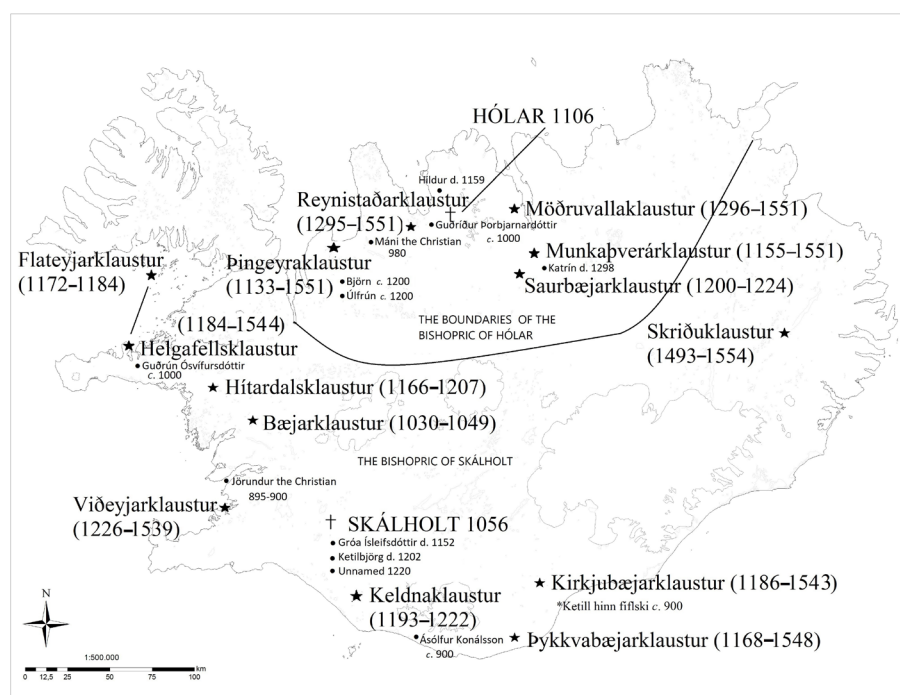 HÓLAR 1106
Hildur d. 1159
Reynistaðarklaustur
(1295–1551)
Guðríður Þorbjarnardóttir
c. 1000
Máni the Christian
980
Möðruvallaklaustur (1296–1551)
Flateyjarklaustur
(1172–1184)
Þingeyraklaustur
(1133–1551)
Björn c. 1200
Úlfrún c. 1200
Munkaþverárklaustur (1155–1551)
Katrín d. 1298
Saurbæjarklaustur (1200–1224)
THE BOUNDARIES OF THE
BISHOPRIC OF HÓLAR
(1184–1544)
Helgafellsklaustur
Guðrún Ósvífursdóttir
c. 1000
Skriðuklaustur
(1493–1554)
Hítardalsklaustur (1166–1207)
Bæjarklaustur (1030–1049)
THE BISHOPRIC OF SKÁLHOLT
Jörundur the Christian
895-900
Viðeyjarklaustur
(1226–1539)
SKÁLHOLT 1056
Gróa Ísleifsdóttir d. 1152
Ketilbjörg d. 1202
Unnamed 1220
Keldnaklaustur
(1193–1222)
Kirkjubæjarklaustur (1186–1543)
*Ketill hinn fíflski c. 900
Ásólfur Konálsson
c. 900
Þykkvabæjarklaustur (1168–1548)
N
1:500.000
0 12,5 25 50 75 100 km